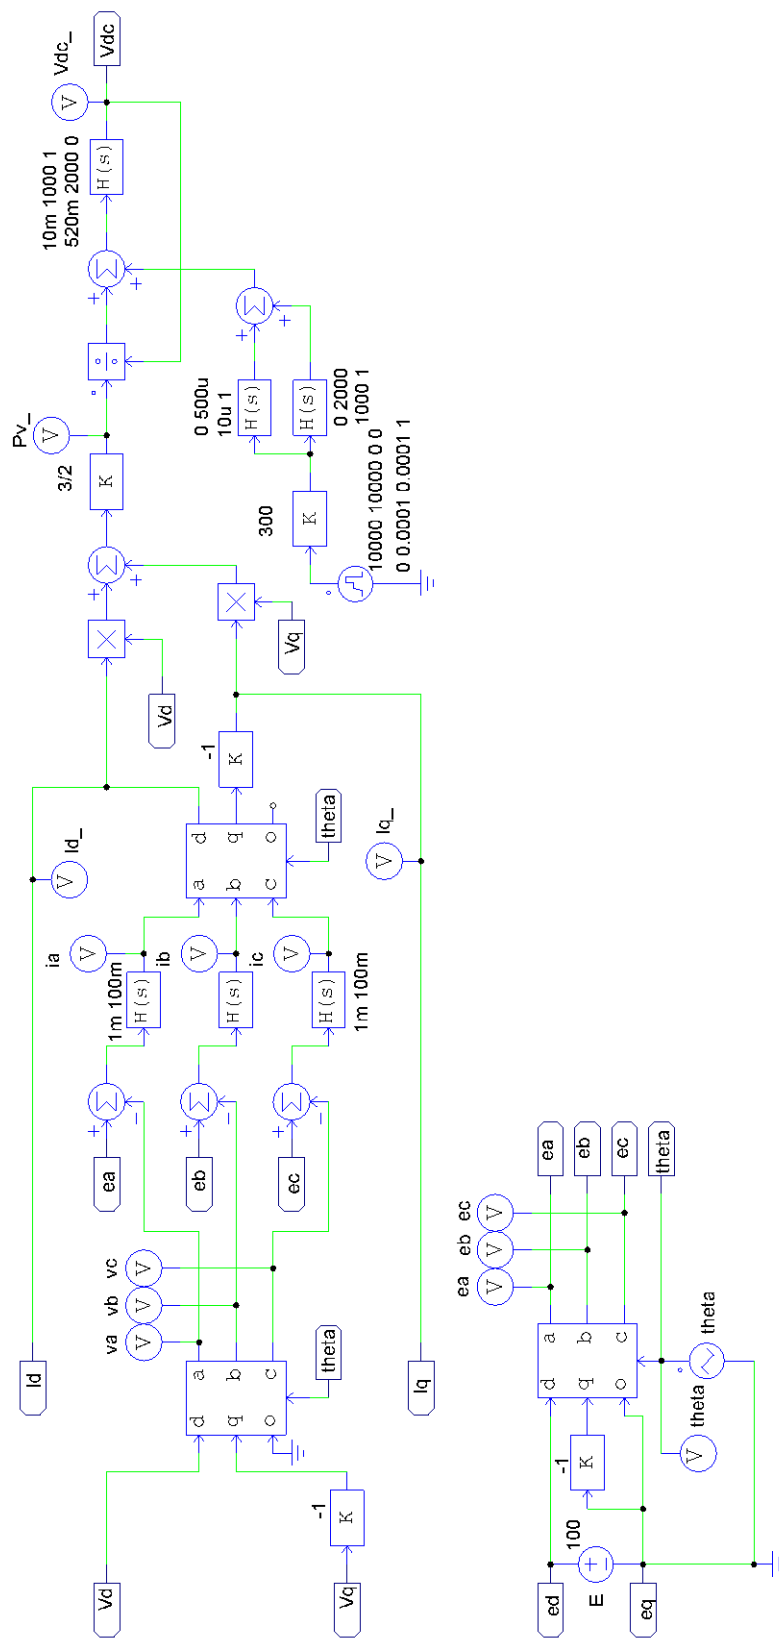 Vdc_
Vdc
V
10m 1000 1
520m 2000 0
H(s)
Σ
+
+
÷
Pv_
V
3/2
K
Σ
+
+
0 500u
10u 1
H(s)
H(s)
0 2000
1000 1
Σ
+
+
300
K
10000 10000 0 0
0 0.0001 0.0001 1
Vd
Vq
-1
K
Id_
V
Iq_
V
a
b
c
d
q
o
theta
ia
V
ib
V
ic
V
1m 100m
H(s)
H(s)
H(s)
1m 100m
Σ
+
-
Σ
+
-
Σ
+
-
ea
eb
ec
va
V
vb
V
vc
V
d
q
o
a
b
c
theta
Id
Iq
Vd
-1
K
Vq
ea
eb
ec
theta
ea
V
eb
V
ec
V
d
q
o
a
b
c
theta
theta
V
-1
K
100
E
+
-
ed
eq